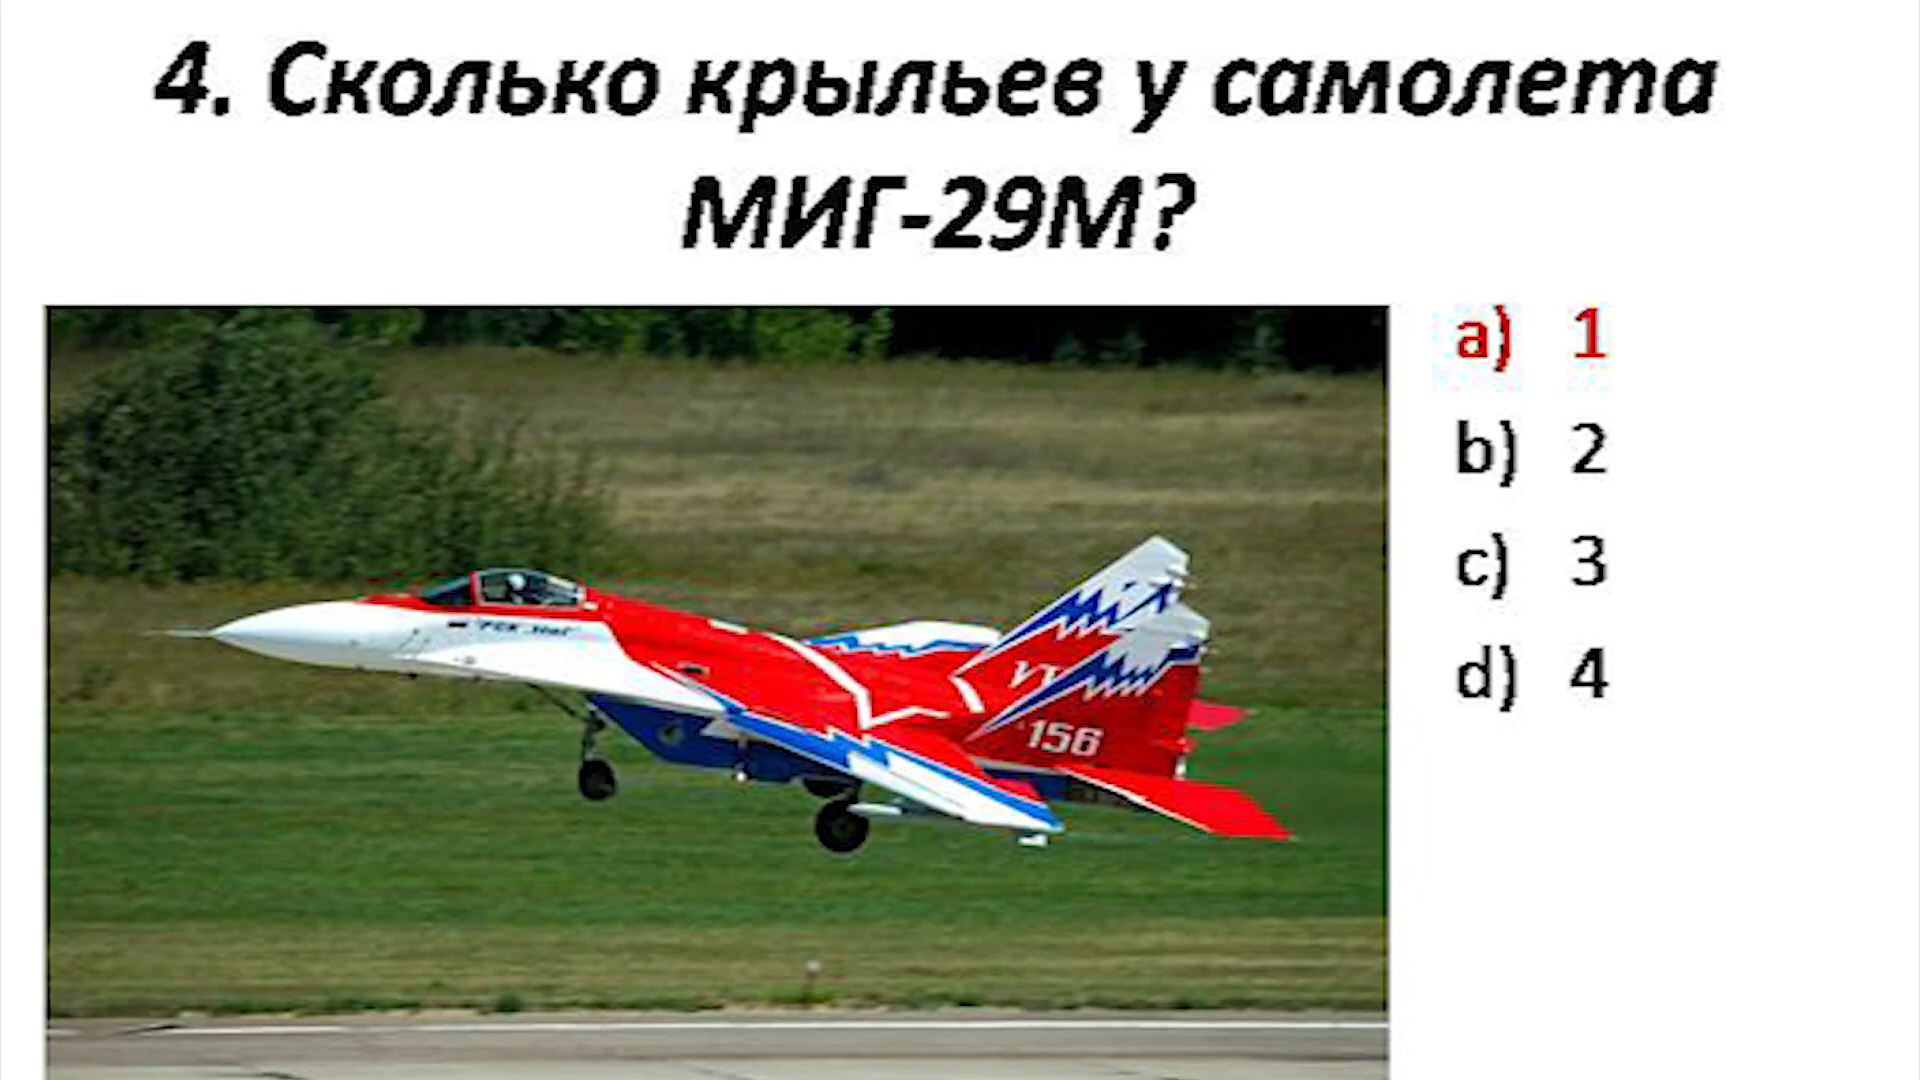 4. Сколько крыльев у самолета
МИГ-29М?
a) 1
b) 2
c) 3
d) 4
156